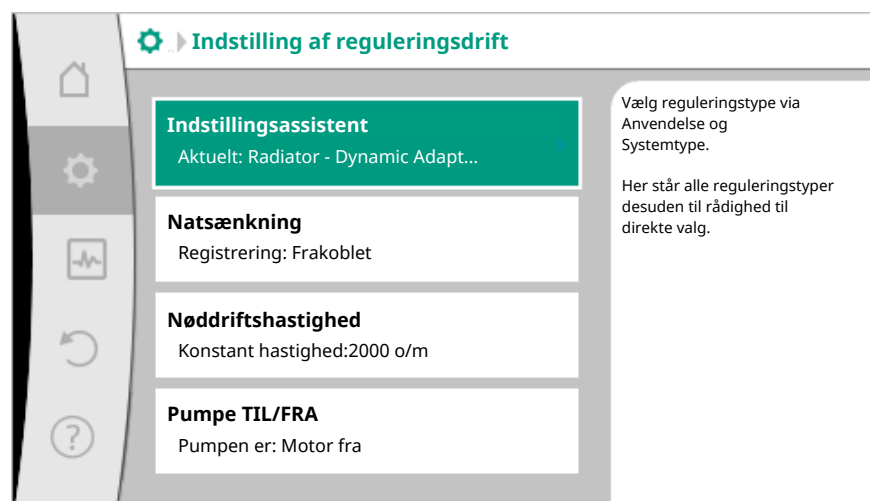 Indstilling af reguleringsdrift
Indstillingsassistent
Aktuelt: Radiator - Dynamic Adapt...
Natsænkning
Registrering: Frakoblet
Nøddriftshastighed
Konstant hastighed:2000 o/m
Pumpe TIL/FRA
Pumpen er: Motor fra
Vælg reguleringstype via
Anvendelse og
Systemtype.
Her står alle reguleringstyper
desuden til rådighed til
direkte valg.